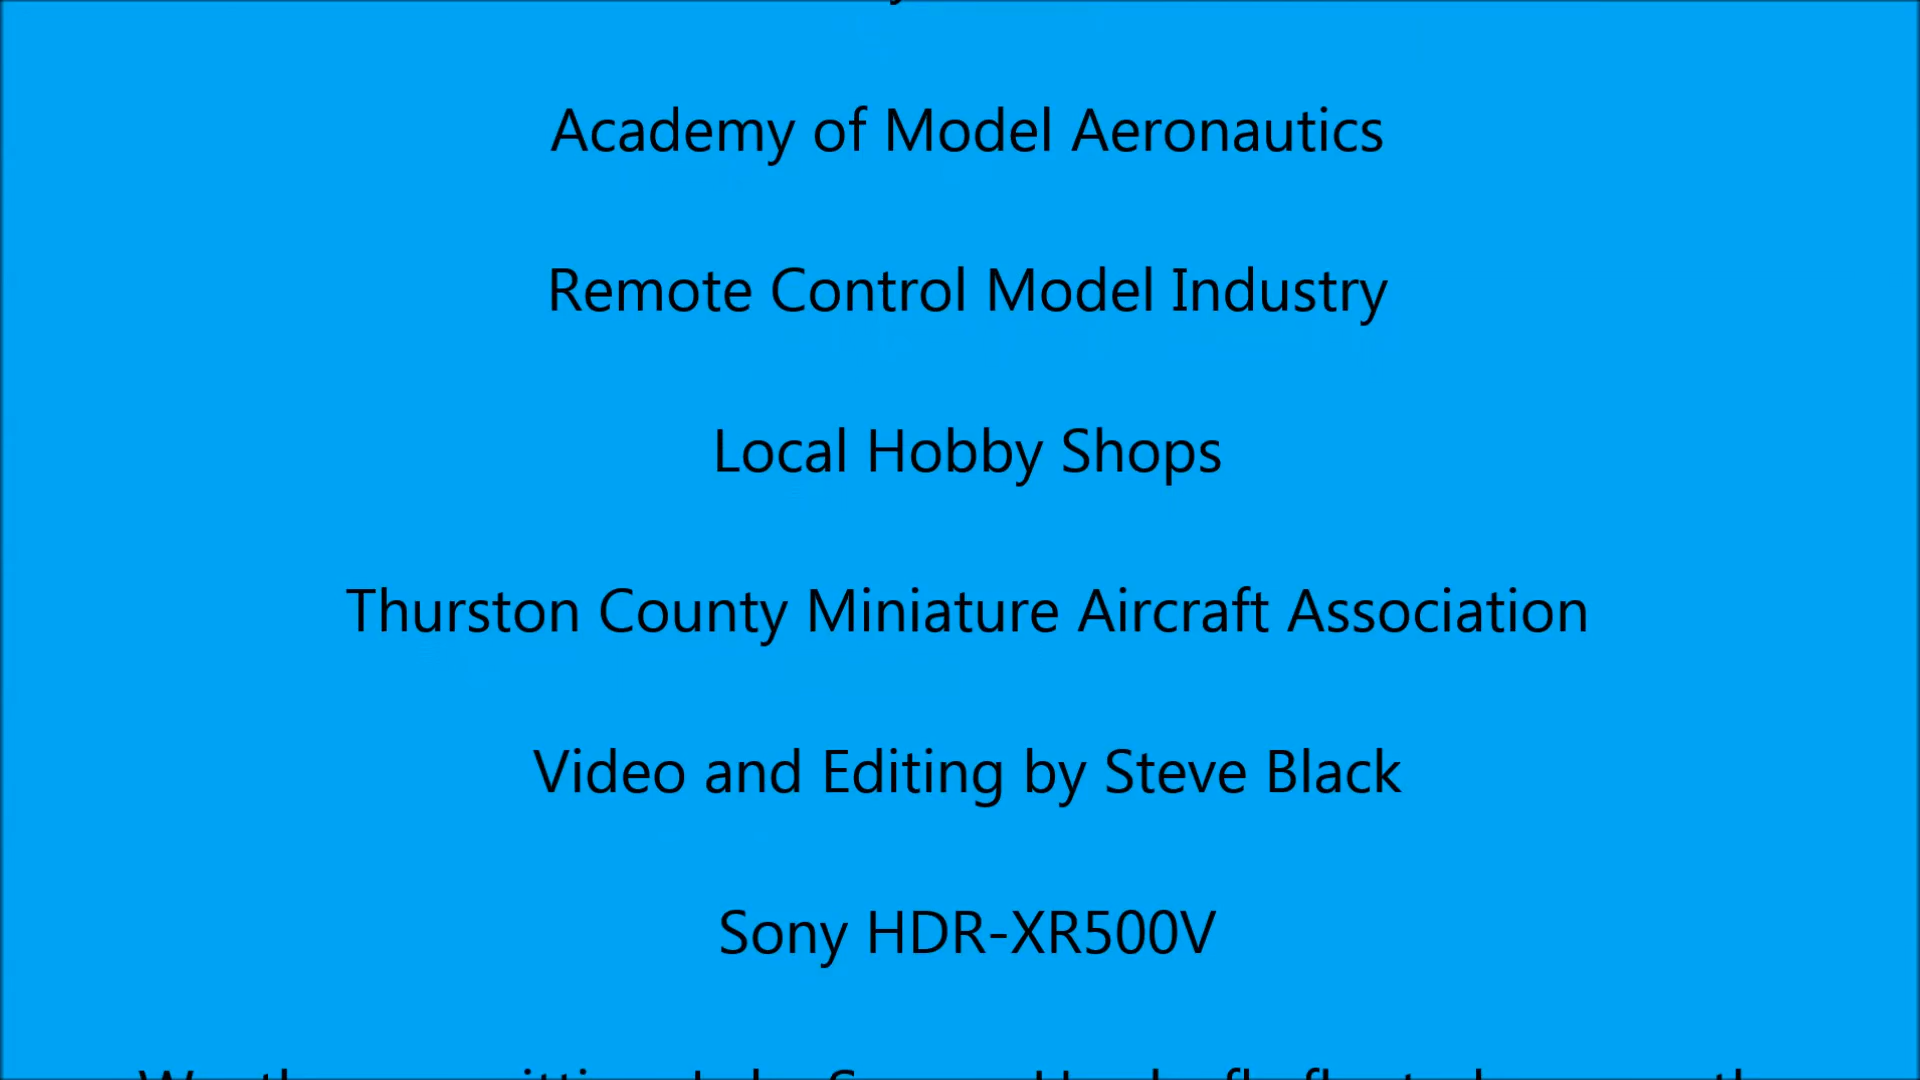 Academy of Model Aeronautics
Remote Control Model Industry
Local Hobby Shops
Thurston County Miniature Aircraft Association
Video and Editing by Steve Black
Sony HDR-XR500V